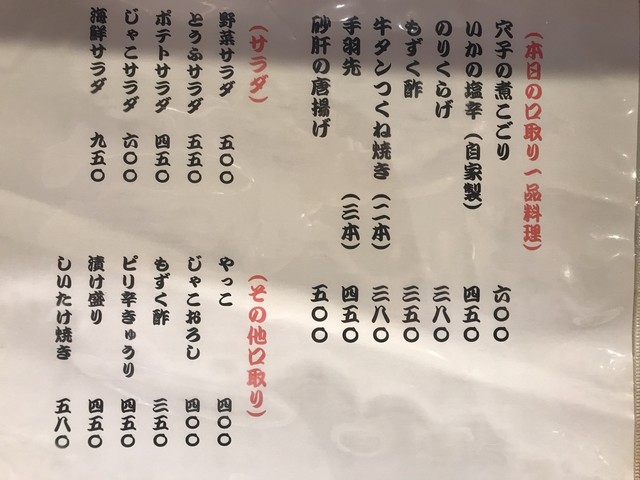 （本日の口取り一品料理）
穴子の煮こごり 六〇〇
いかの塩辛（自家製） 四五〇
のりくらげ 三八〇
もずく酢 三五〇
牛タンつくね焼き（二本） 三八〇
手羽先（三本） 四五〇
砂肝の唐揚げ 五〇〇
（サラダ）
野菜サラダ 五〇〇
とうふサラダ 五五〇
ポテトサラダ 四五〇
じゃこサラダ 六〇〇
海鮮サラダ 九五〇
（その他口取り）
やっこ 四〇〇
じゃこおろし 四〇〇
もずく酢 三五〇
ピリ辛きゅうり 四五〇
漬け盛り 四五〇
しいたけ焼き 五八〇